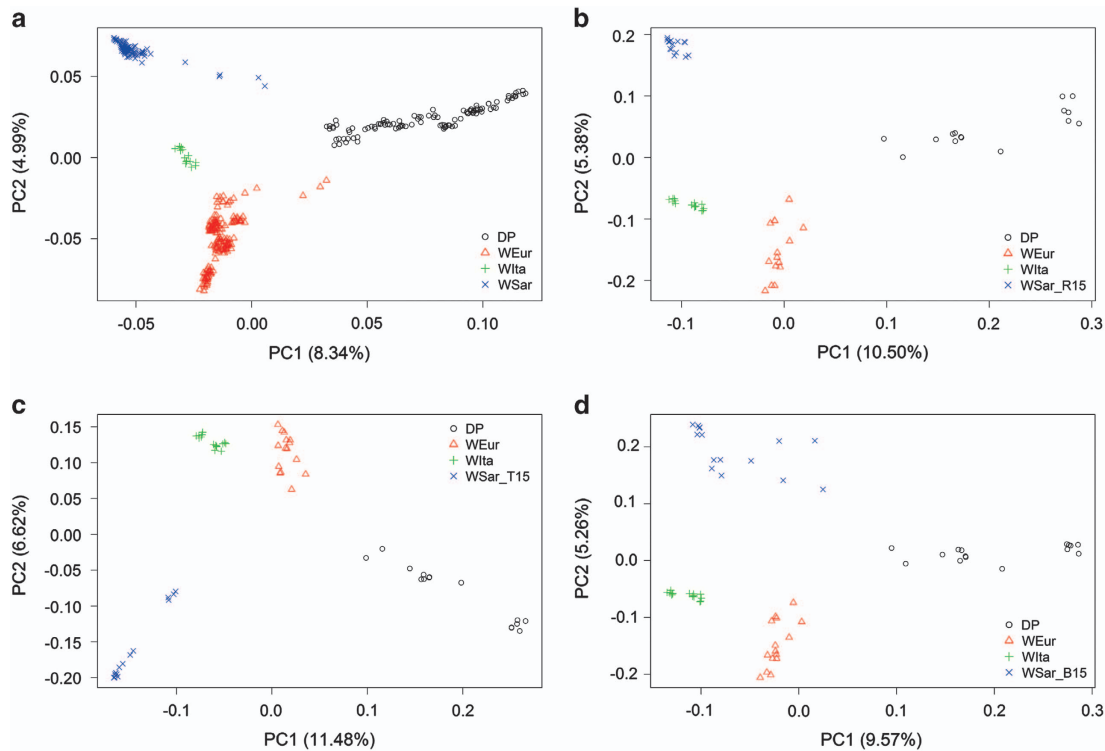 a
PC2 (4.99%)
0.05
0.00
-0.05
DP
WEur
WIta
WSar
-0.05
0.00
0.05
0.10
PC1 (8.34%)
b
PC2 (5.38%)
0.2
0.1
0.0
-0.1
-0.2
DP
WEur
WIta
WSar_R15
-0.1
0.0
0.1
0.2
0.3
PC1 (10.50%)
c
PC2 (6.62%)
0.15
0.10
0.05
0.00
-0.05
-0.10
-0.15
-0.20
DP
WEur
WIta
WSar_T15
-0.1
0.0
0.1
0.2
PC1 (11.48%)
d
PC2 (5.26%)
0.2
0.1
0.0
-0.1
-0.2
DP
WEur
WIta
WSar_B15
-0.1
0.0
0.1
0.2
0.3
PC1 (9.57%)